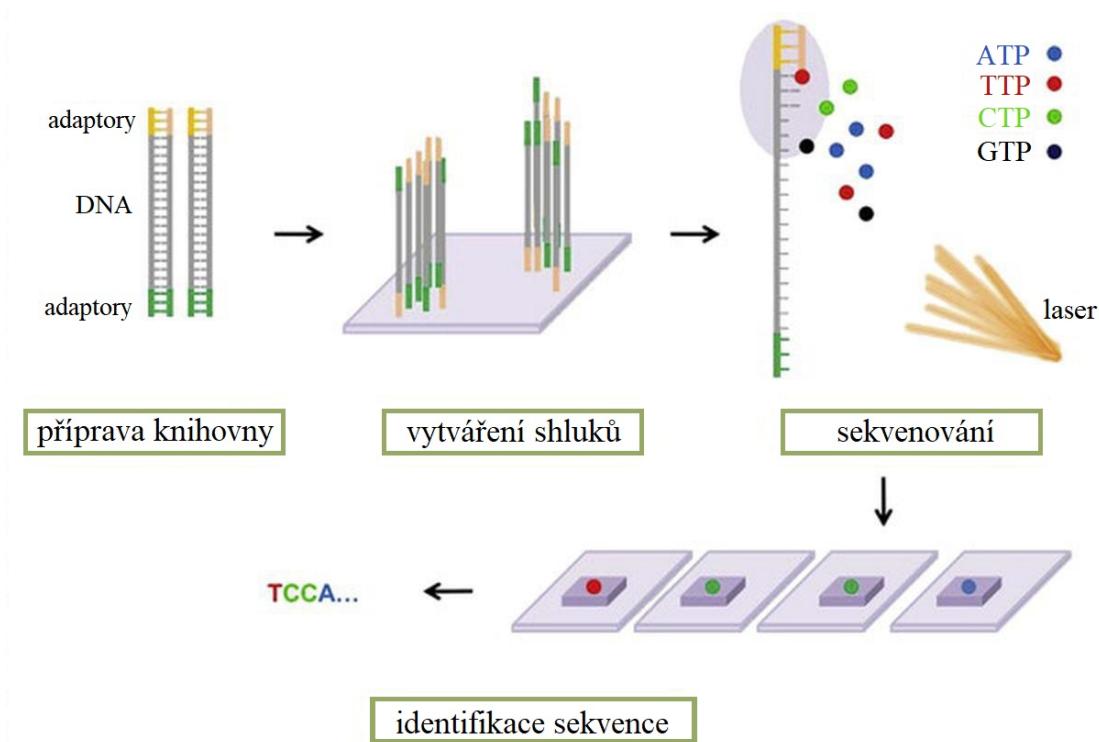 adaptory
DNA
adaptory
ATP
TTP
CTP
GTP
laser
příprava knihovny
vytváření shluků
sekvenování
TCCA...
identifikace sekvence